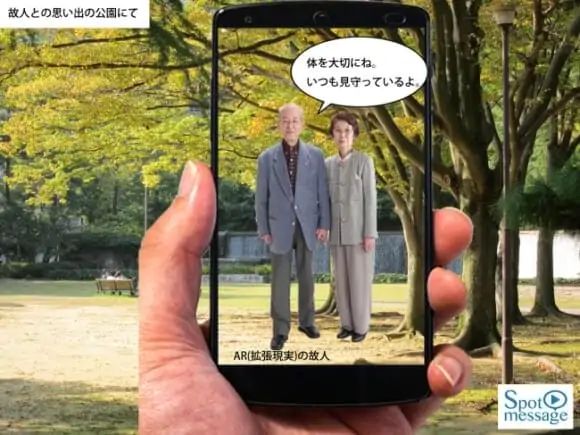 故人との思い出の公園にて
体を大切にね。
いつも見守っているよ。
AR(拡張現実)の故人
Spot
message